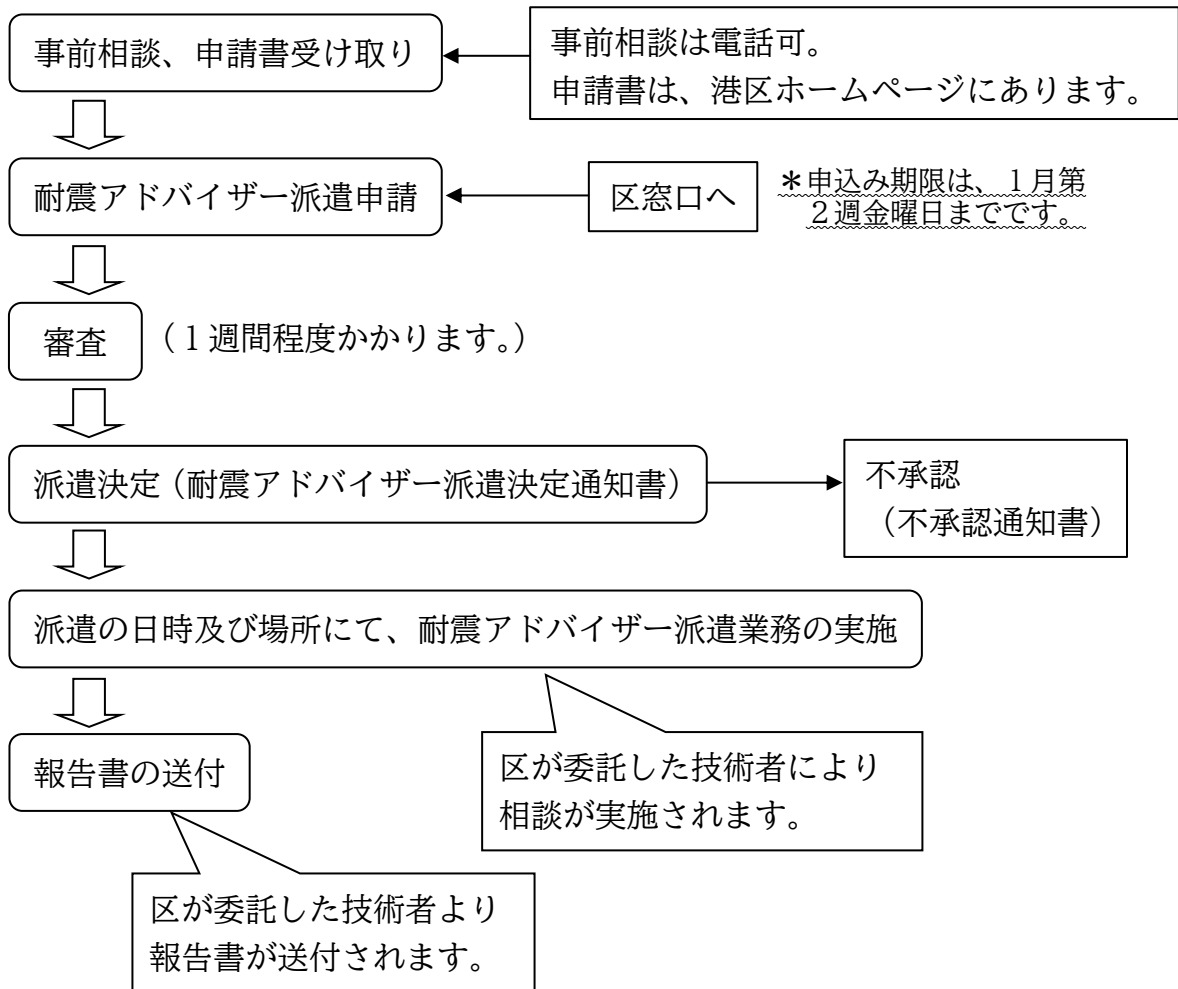 事前相談、申請書受け取り
事前相談は電話可。
申請書は、港区ホームページにあります。
耐震アドバイザー派遣申請
区窓口へ
＊申込み期限は、１月第
２週金曜日までです。
審査
（１週間程度かかります。）
派遣決定（耐震アドバイザー派遣決定通知書）
不承認
（不承認通知書）
派遣の日時及び場所にて、耐震アドバイザー派遣業務の実施
区が委託した技術者により
相談が実施されます。
報告書の送付
区が委託した技術者より
報告書が送付されます。